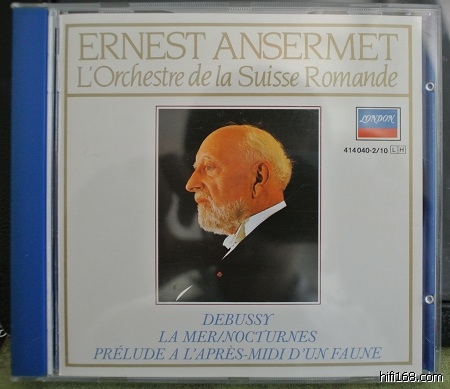 ERNEST ANSERMET
L'Orchestre de la Suisse Romande
LONDON
414 040-2/10 L H
DEBUSSY
LA MER/NOCTURNES
PRÉLUDE A L'APRÈS-MIDI D'UN FAUNE
hifi168.com